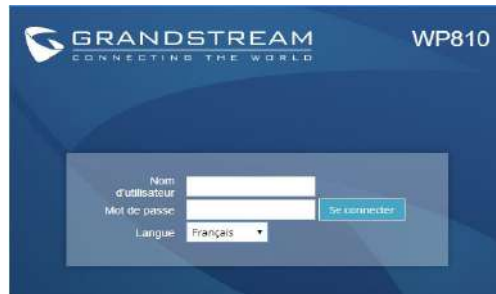 GRANDSTREAM
CONNECTING THE WORLD
WP810
Nom
d'utilisateur
Mot de passe
Se connecter
Langue
Français